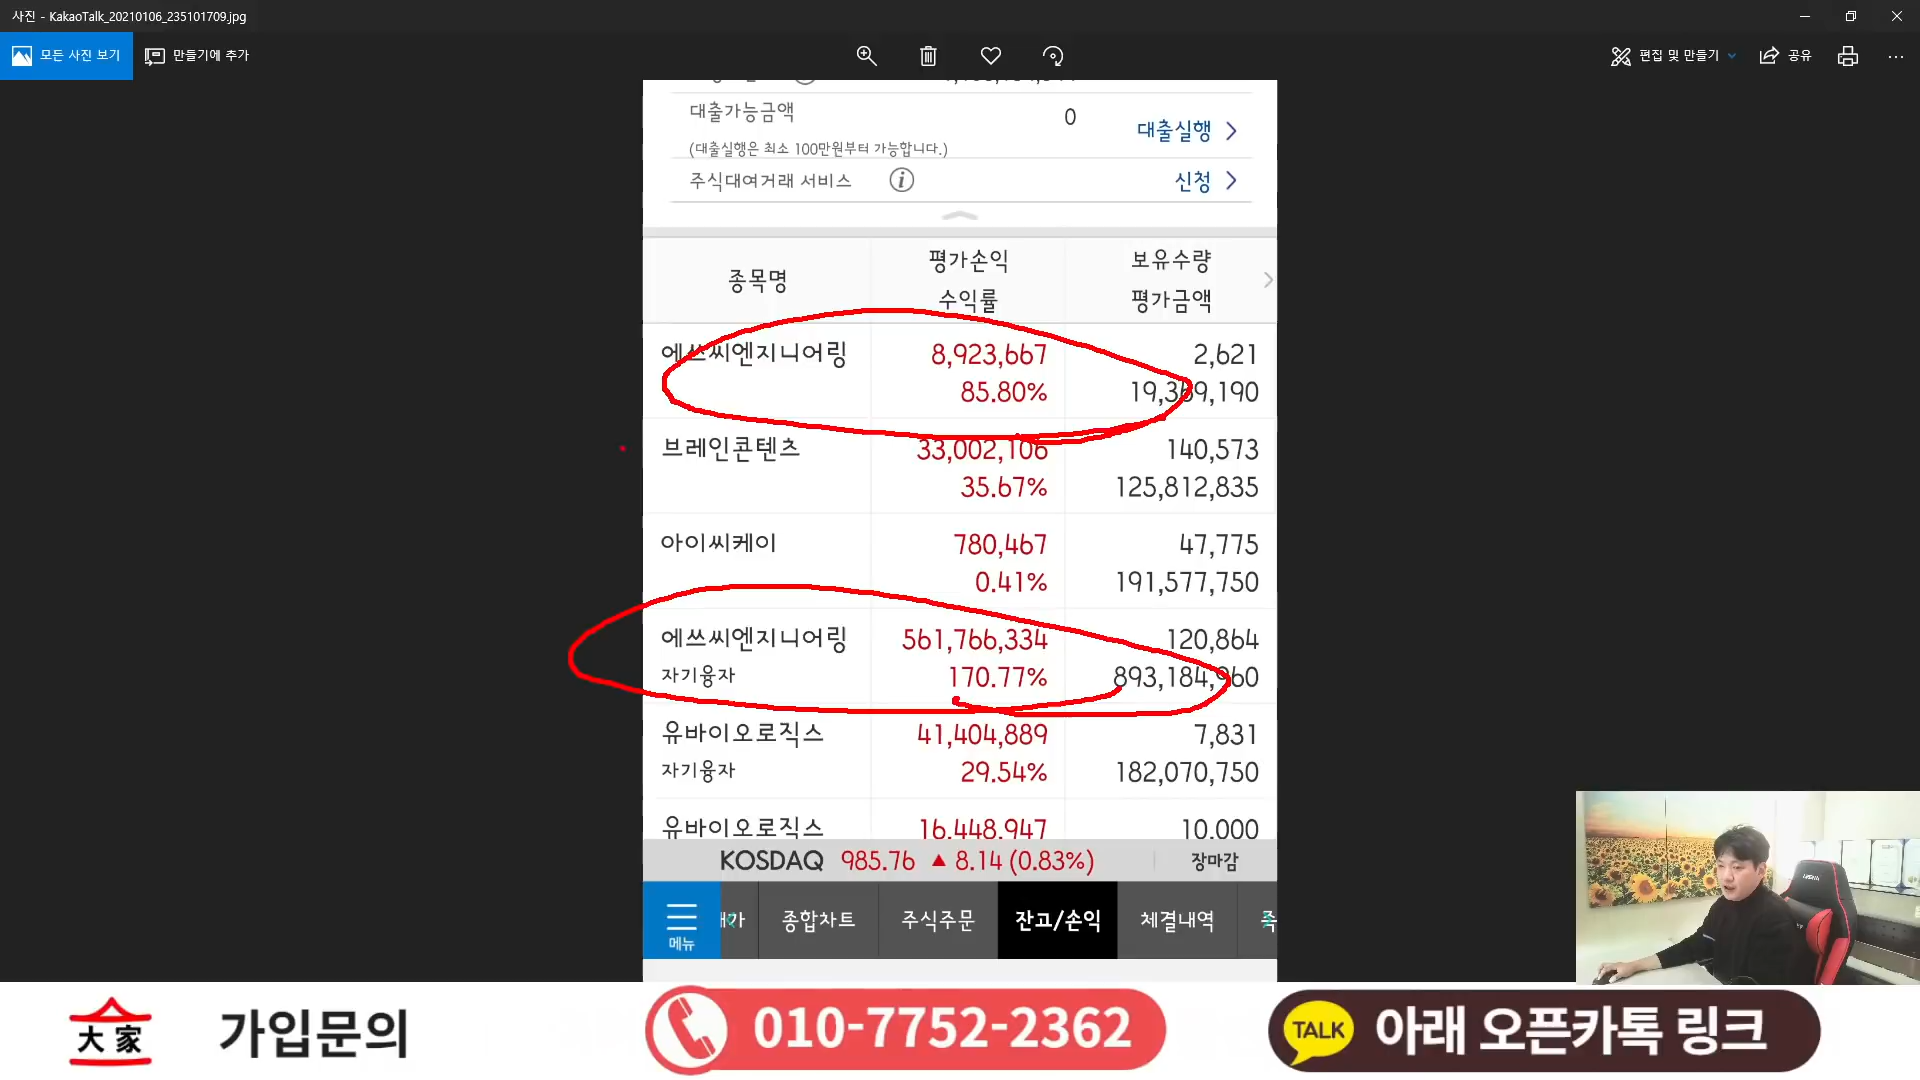 사진 - KakaoTalk_20210106_235101709.jpg
모든 사진 보기
만들기에 추가
편집 및 만들기
공유
대출가능금액 0 대출실행
(대출실행은 최소 100만원부터 가능합니다.)
주식대여거래 서비스 신청
종목명 평가손익 보유수량
수익률 평가금액
에쓰씨엔지니어링 8,923,667 2,621
85.80% 19,369,190
브레인콘텐츠 33,002,106 140,573
35.67% 125,812,835
아이씨케이 780,467 47,775
0.41% 191,577,750
에쓰씨엔지니어링 561,766,334 120,864
자기융자 170.77% 893,184,960
유바이오로직스 41,404,889 7,831
자기융자 29.54% 182,070,750
유바이오로직스 16,448,947 10,000
KOSDAQ 985.76 ▲ 8.14 (0.83%) 장마감
메뉴 종합차트 주식주문 잔고/손익 체결내역
大家 가입문의 010-7752-2362 TALK 아래 오픈카톡 링크